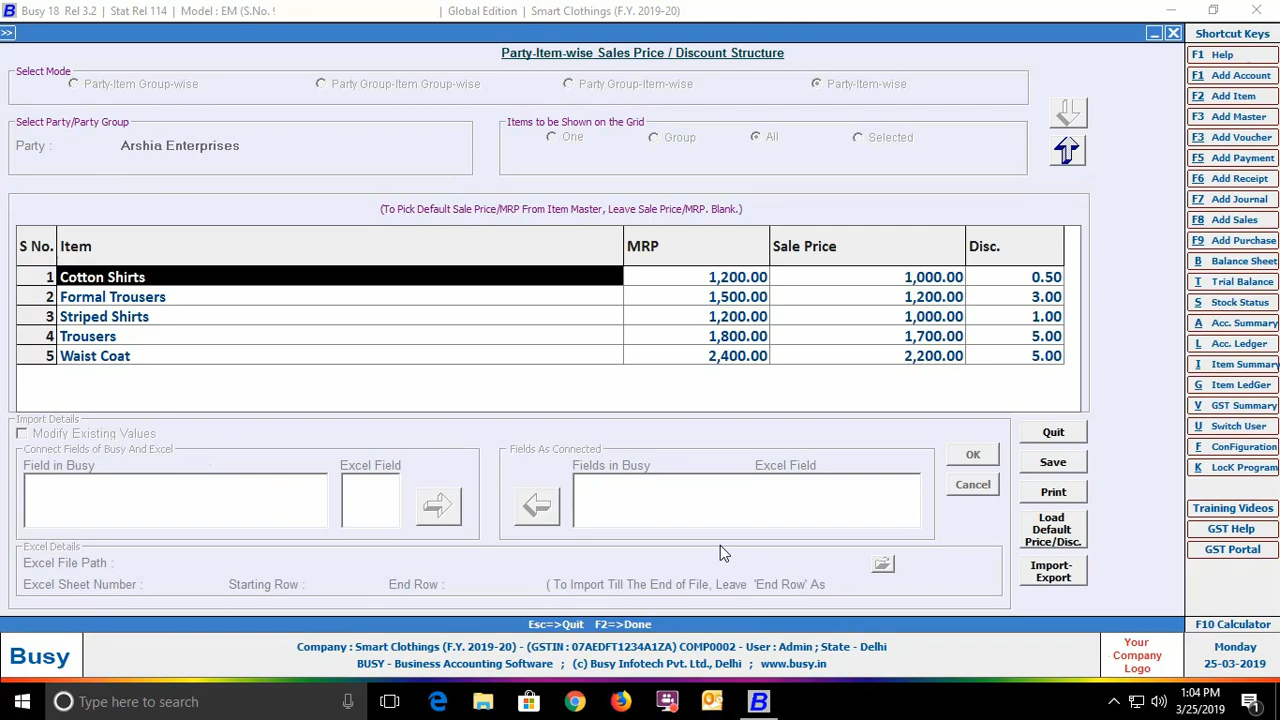 Busy 18 Rel 3.2 | Stat Rel 114 | Model : EM (S.No.
Global Edition | Smart Clothings (F.Y. 2019-20)
>>
Party-Item-wise Sales Price / Discount Structure
Select Mode
Party-Item Group-wise
Party Group-Item Group-wise
Party Group-Item-wise
Party-Item-wise
Select Party/Party Group
Party : Arshia Enterprises
Items to be Shown on the Grid
One
Group
All
Selected
(To Pick Default Sale Price/MRP From Item Master, Leave Sale Price/MRP. Blank.)
S No. Item MRP Sale Price Disc.
1 Cotton Shirts 1,200.00 1,000.00 0.50
2 Formal Trousers 1,500.00 1,200.00 3.00
3 Striped Shirts 1,200.00 1,000.00 1.00
4 Trousers 1,800.00 1,700.00 5.00
5 Waist Coat 2,400.00 2,200.00 5.00
Import Details
Modify Existing Values
Connect Fields of Busy And Excel
Field in Busy Excel Field
Fields As Connected
Fields in Busy Excel Field
OK
Cancel
Excel Details
Excel File Path :
Excel Sheet Number : Starting Row : End Row : ( To Import Till The End of File, Leave 'End Row' As
Quit
Save
Print
Load
Default
Price/Disc.
Import-
Export
Esc=>Quit F2=>Done
Shortcut Keys
F1 Help
F1 Add Account
F2 Add Item
F3 Add Master
F3 Add Voucher
F5 Add Payment
F6 Add Receipt
F7 Add Journal
F8 Add Sales
F9 Add Purchase
B Balance Sheet
T Trial Balance
S Stock Status
A Acc. Summary
L Acc. Ledger
I Item Summary
G Item LedGer
V GST Summary
U Switch User
F ConFiguration
K LocK Program
Training Videos
GST Help
GST Portal
F10 Calculator
Busy
Company : Smart Clothings (F.Y. 2019-20) - (GSTIN : 07AEDFT1234A1ZA) COMP0002 - User : Admin ; State - Delhi
BUSY - Business Accounting Software ; (c) Busy Infotech Pvt. Ltd., Delhi ; www.busy.in
Your
Company
Logo
Monday
25-03-2019
Type here to search
B
1:04 PM
3/25/2019
1